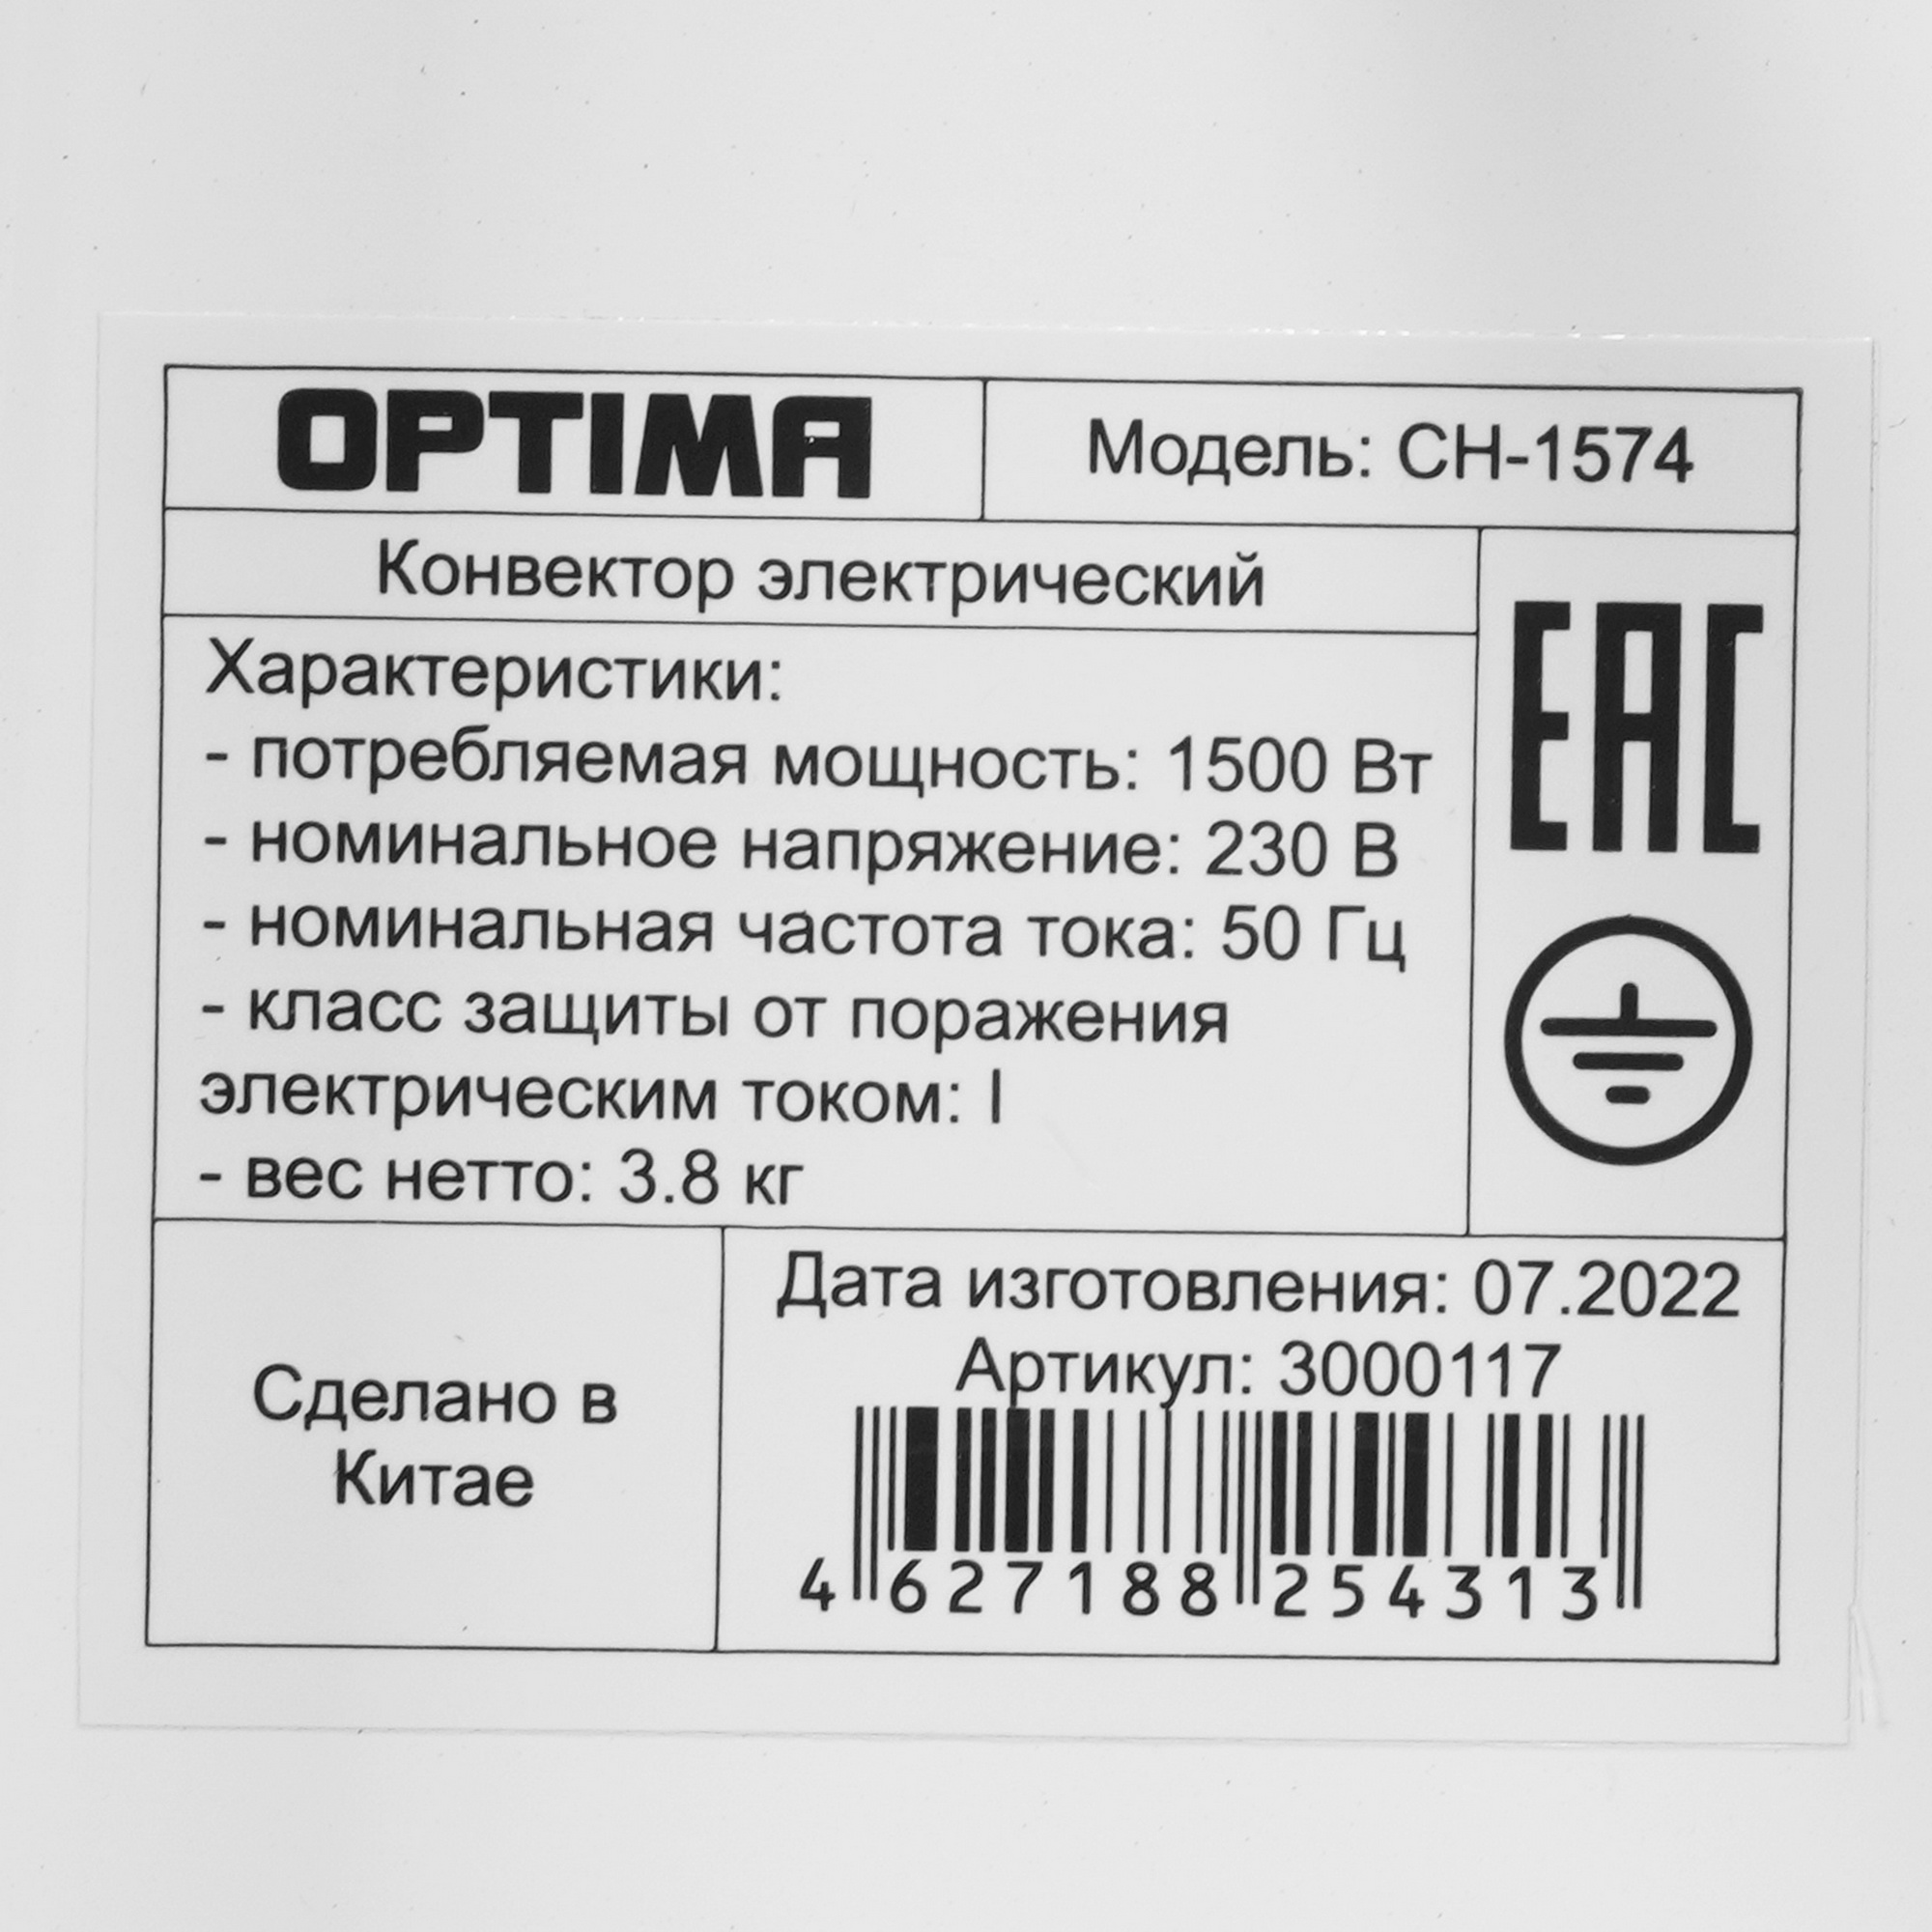 OPTIMA
Модель: CH-1574
Конвектор электрический
EAC
Характеристики:
- потребляемая мощность: 1500 Вт
- номинальное напряжение: 230 В
- номинальная частота тока: 50 Гц
- класс защиты от поражения
электрическим током: I
- вес нетто: 3.8 кг
Сделано в
Китае
Дата изготовления: 07.2022
Артикул: 3000117
4 627188 254313